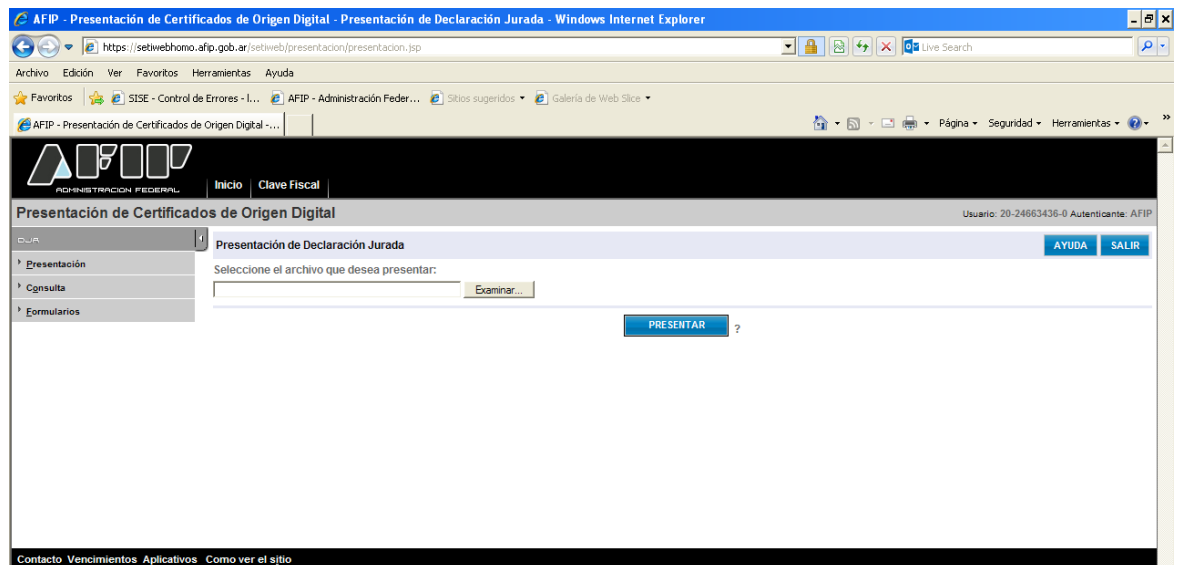 AFIP - Presentación de Certificados de Origen Digital - Presentación de Declaración Jurada - Windows Internet Explorer
https://setiwebhomo.afip.gob.ar/setiweb/presentacion/presentacion.jsp
Live Search
Archivo Edición Ver Favoritos Herramientas Ayuda
Favoritos SISE - Control de Errores - I... AFIP - Administración Feder... Sitios sugeridos Galería de Web Slice
AFIP - Presentación de Certificados de Origen Digital -... Página Seguridad Herramientas »
AFIP
ADMINISTRACION FEDERAL
Inicio Clave Fiscal
Presentación de Certificados de Origen Digital Usuario: 20-24663436-0 Autenticante: AFIP
DJR
Presentación de Declaración Jurada AYUDA SALIR
Presentación
Seleccione el archivo que desea presentar:
Consulta
Examinar...
Formularios
PRESENTAR ?
Contacto Vencimientos Aplicativos Como ver el sitio